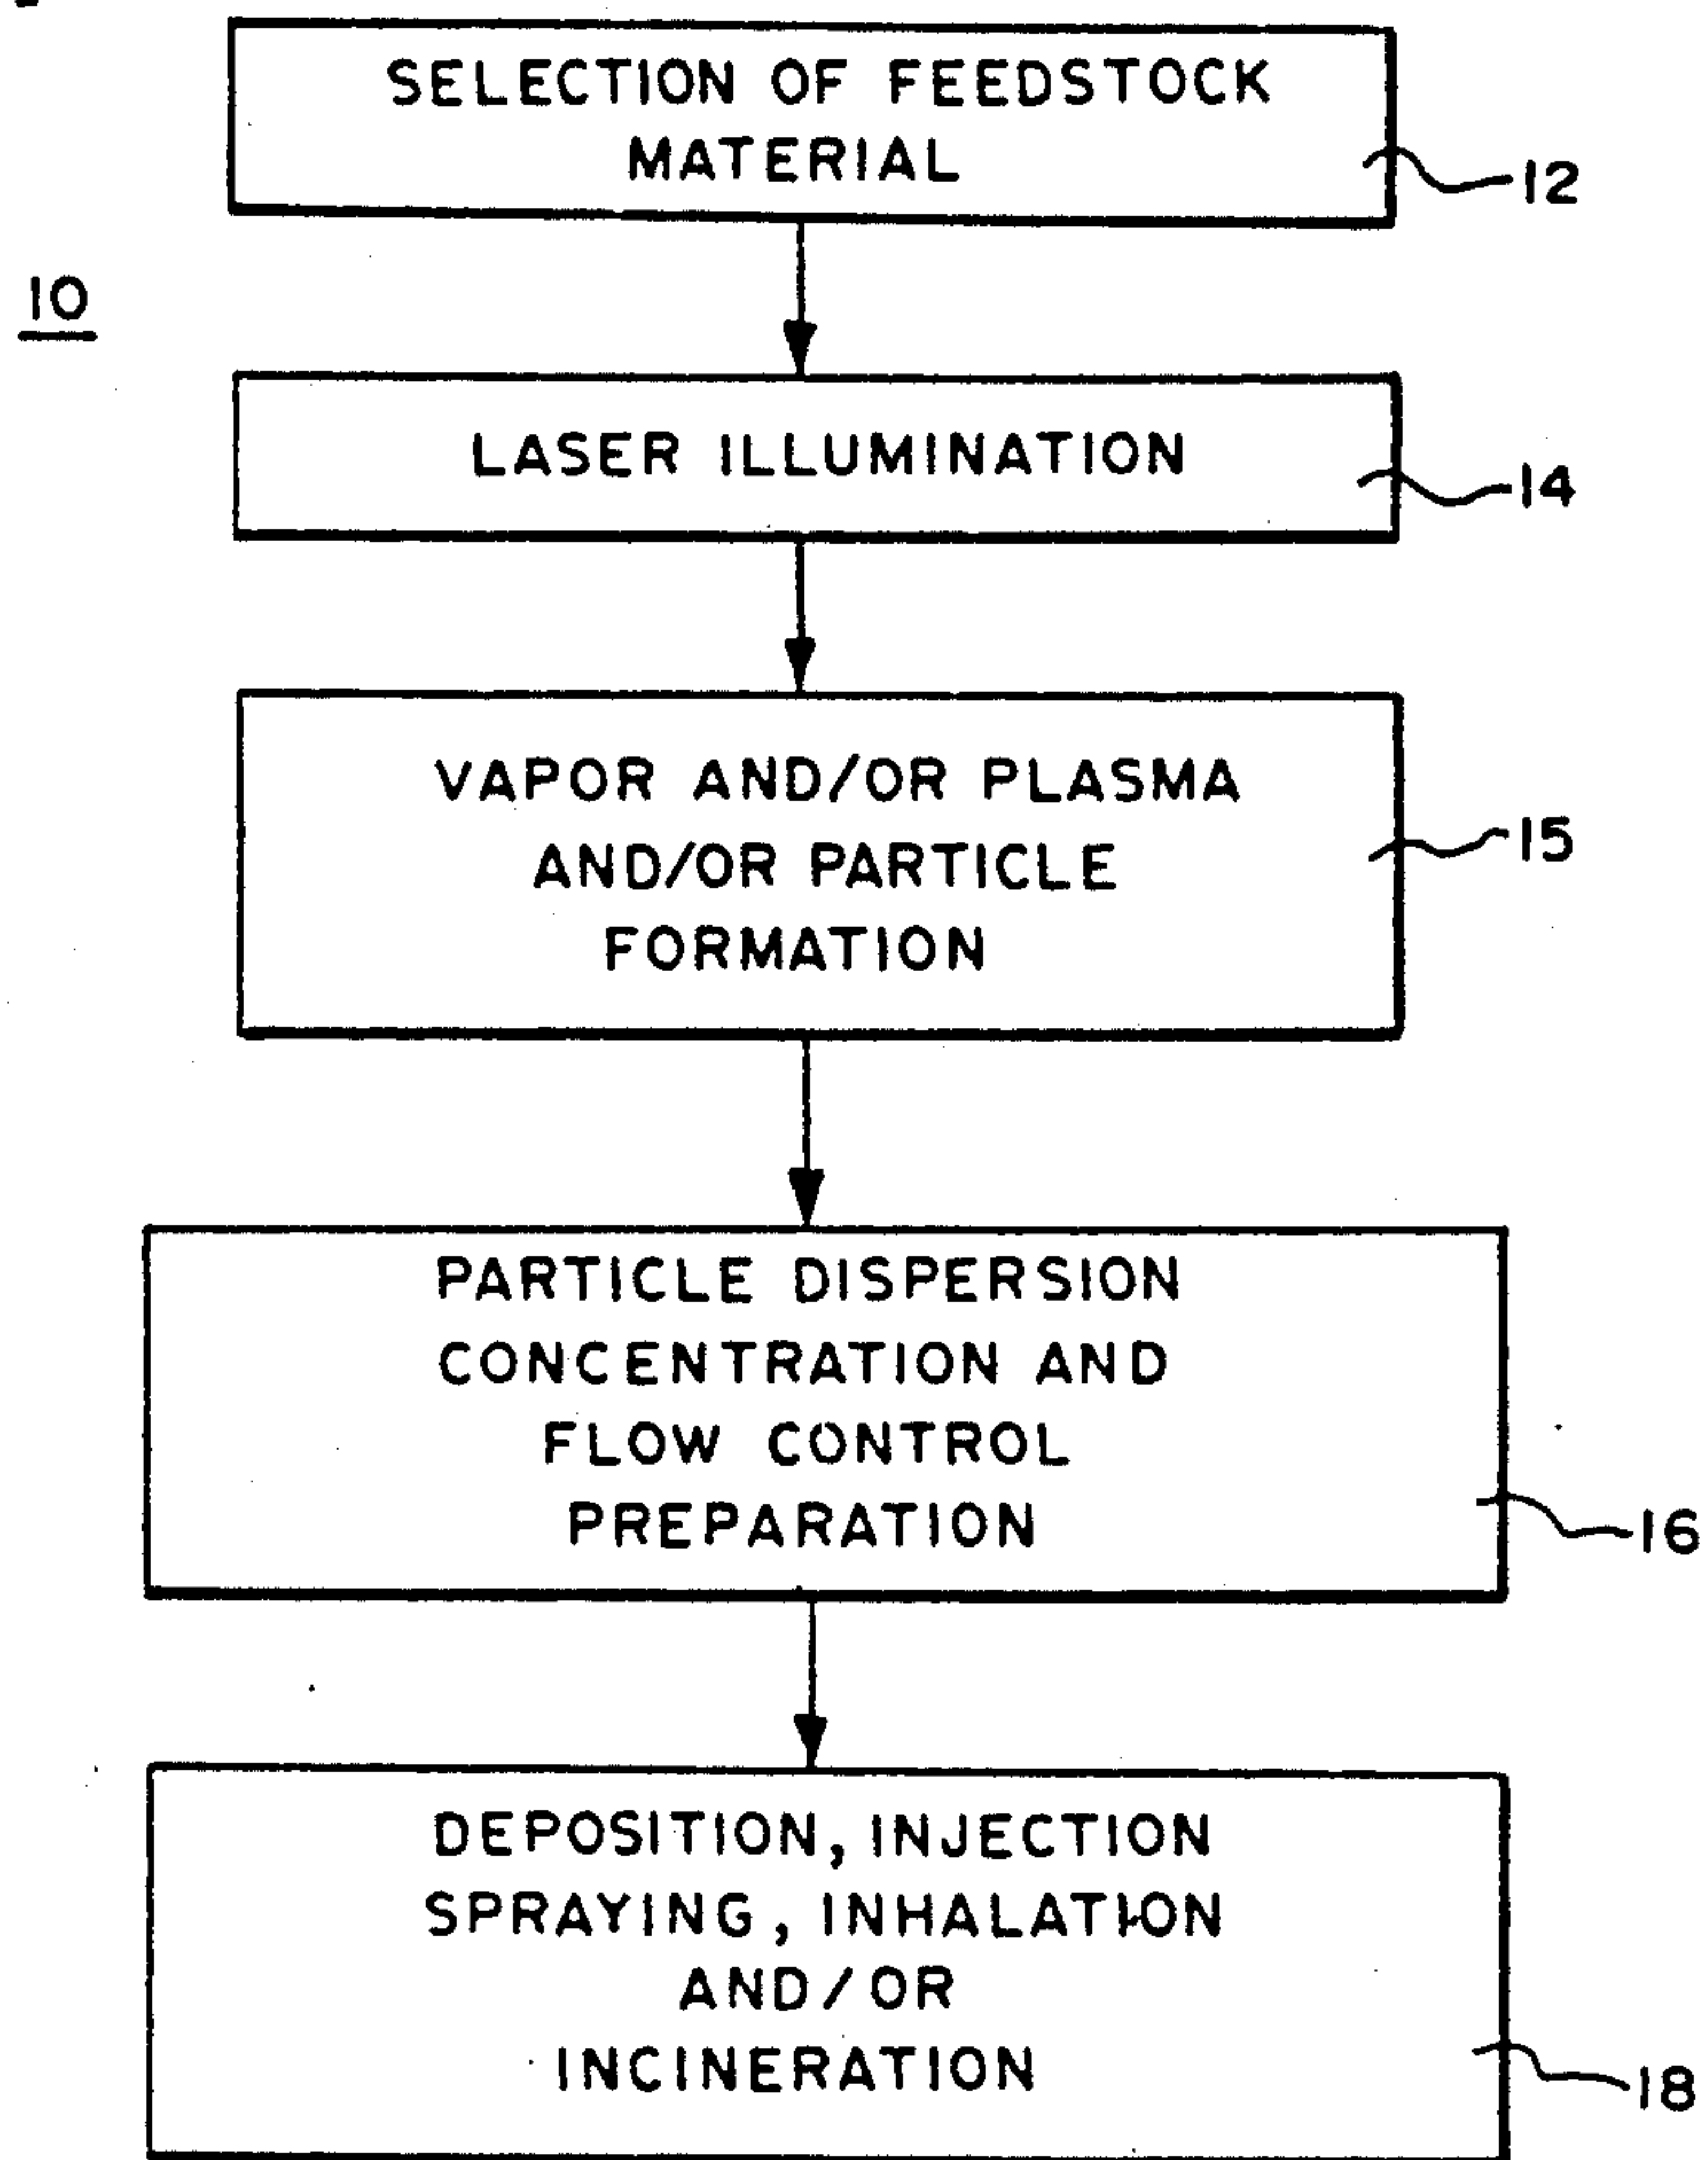 SELECTION OF FEEDSTOCK
MATERIAL
12
10
LASER ILLUMINATION
14
VAPOR AND/OR PLASMA
AND/OR PARTICLE
FORMATION
15
PARTICLE DISPERSION
CONCENTRATION AND
FLOW CONTROL
PREPARATION
16
DEPOSITION, INJECTION
SPRAYING, INHALATION
AND/OR
INCINERATION
18